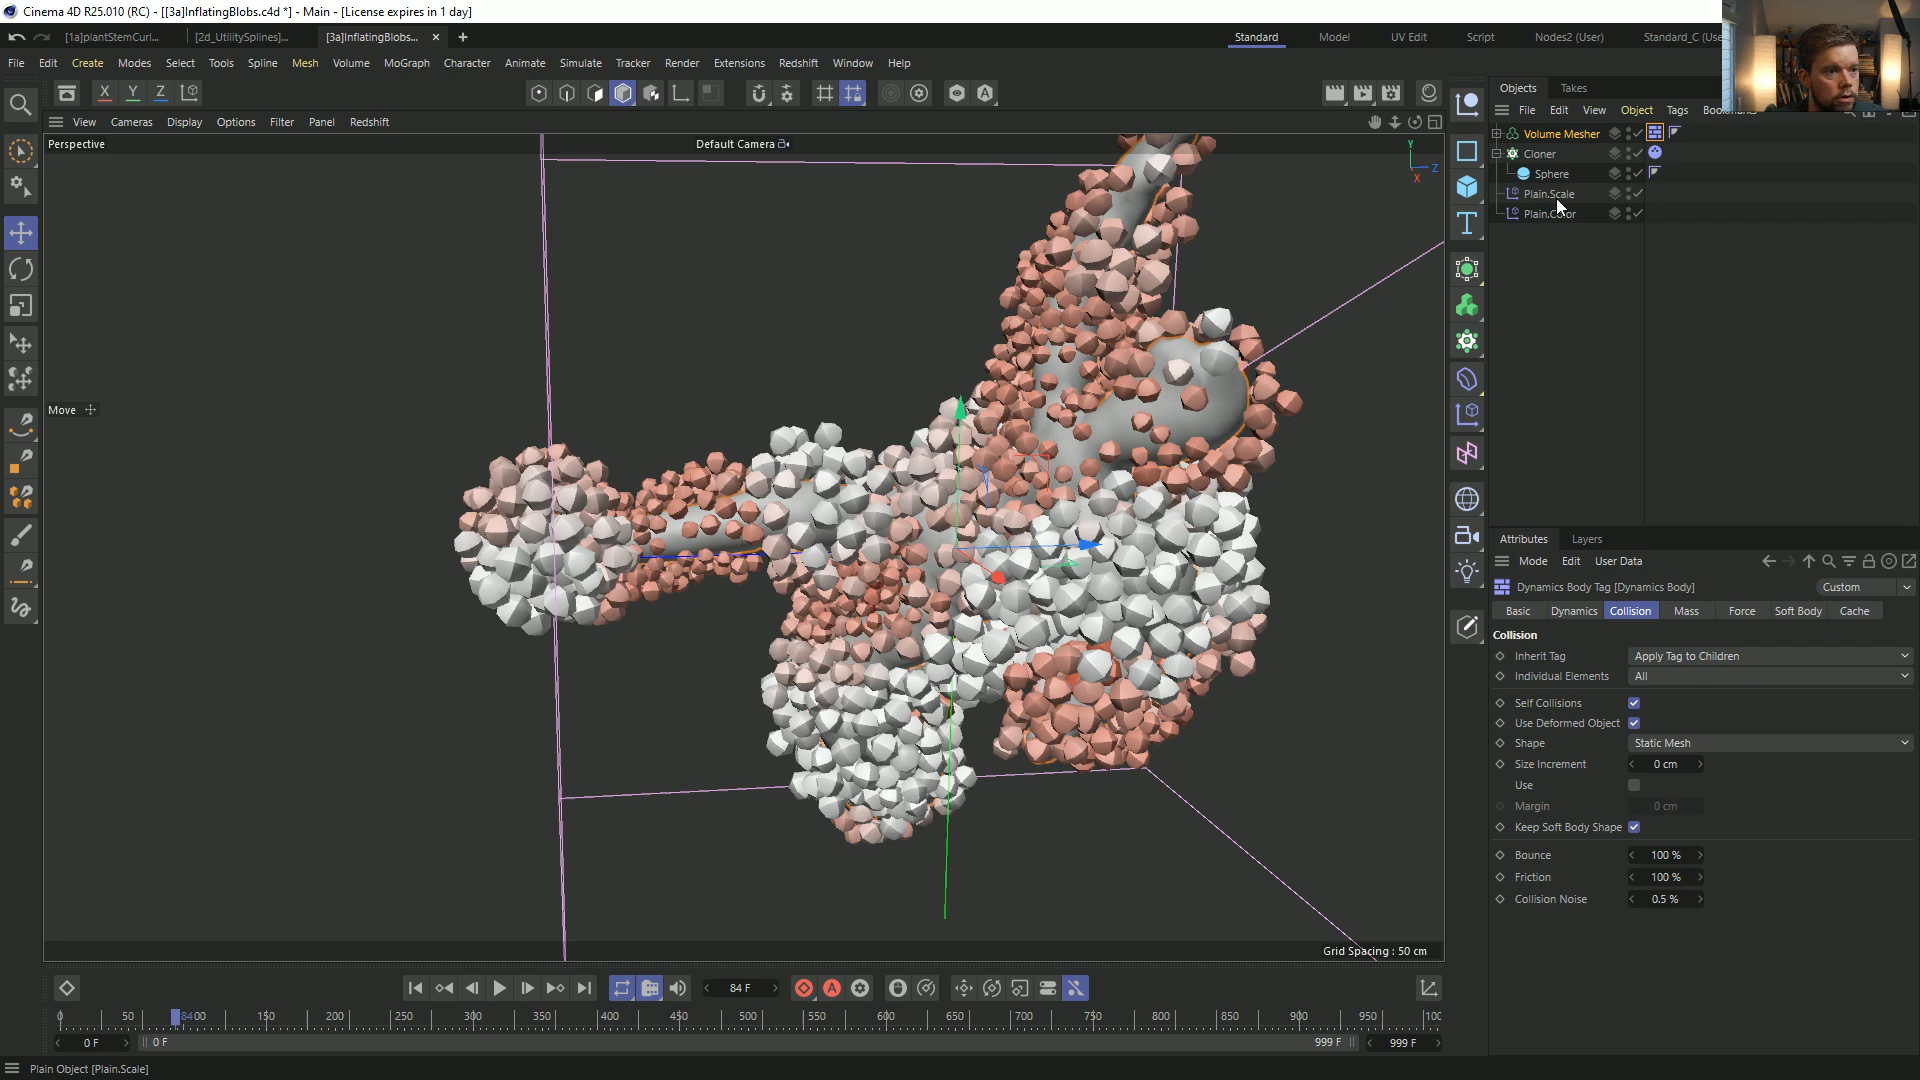 Cinema 4D R25.010 (RC) - [[3a]InflatingBlobs.c4d *] - Main - [License expires in 1 day]
[1a]plantStemCurl... [2d_UtilitySplines]... [3a]InflatingBlobs... × +
Standard Model UV Edit Script Nodes2 (User) Standard_C (Use
File Edit Create Modes Select Tools Spline Mesh Volume MoGraph Character Animate Simulate Tracker Render Extensions Redshift Window Help
X Y Z
Objects Takes
File Edit View Object Tags
View Cameras Display Options Filter Panel Redshift
Perspective Default Camera
Y
Z
X
Volume Mesher
Cloner
Sphere
Plain.Scale
Plain.Color
Move
Attributes Layers
Mode Edit User Data
Dynamics Body Tag [Dynamics Body] Custom
Basic Dynamics Collision Mass Force Soft Body Cache
Collision
Inherit Tag Apply Tag to Children
Individual Elements All
Self Collisions
Use Deformed Object
Shape Static Mesh
Size Increment 0 cm
Use
Margin 0 cm
Keep Soft Body Shape
Bounce 100 %
Friction 100 %
Collision Noise 0.5 %
Grid Spacing : 50 cm
84 F
0 50 8400 150 200 250 300 350 400 450 500 550 600 650 700 750 800 850 900 950 100
0 F 0 F 999 F 999 F
Plain Object [Plain.Scale]